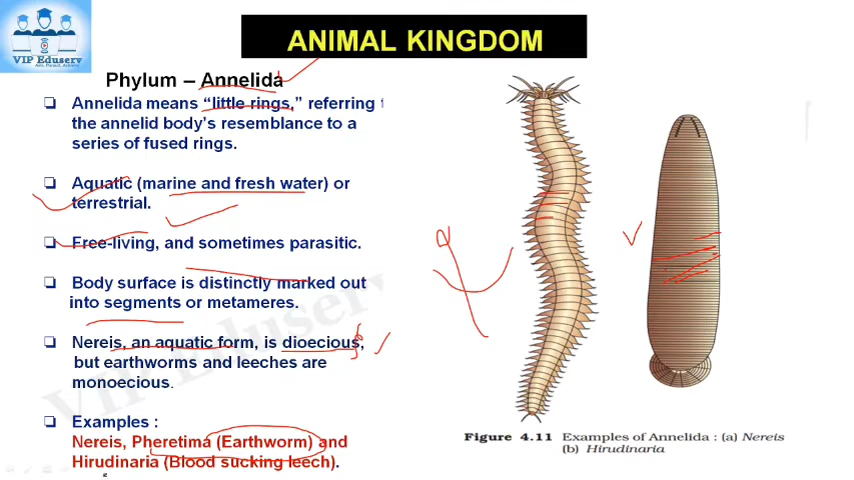 VIP Eduserv
ANIMAL KINGDOM
Phylum – Annelida
Annelida means “little rings,” referring
the annelid body’s resemblance to a
series of fused rings.
Aquatic (marine and fresh water) or
terrestrial.
Free-living, and sometimes parasitic.
Body surface is distinctly marked out
into segments or metameres.
Nereis, an aquatic form, is dioecious,
but earthworms and leeches are
monoecious.
Examples :
Nereis, Pheretima (Earthworm) and
Hirudinaria (Blood sucking leech).
Figure 4.11 Examples of Annelida : (a) Nereis
(b) Hirudinaria
VIP Eduserv